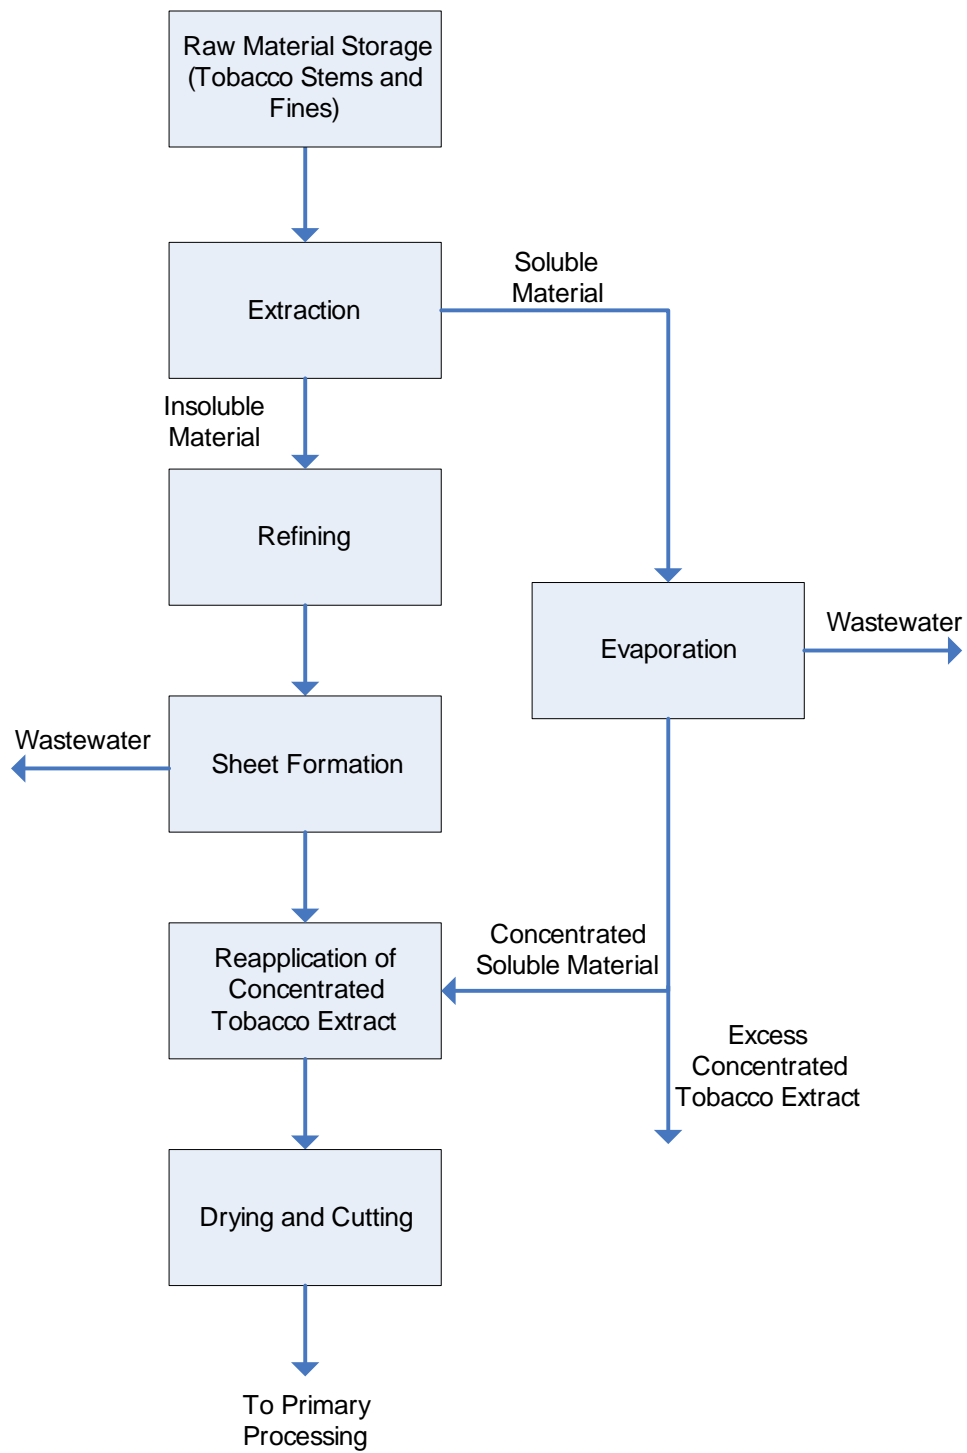 Raw Material Storage
(Tobacco Stems and
Fines)
Extraction
Soluble
Material
Insoluble
Material
Refining
Evaporation
Wastewater
Wastewater
Sheet Formation
Reapplication of
Concentrated
Tobacco Extract
Concentrated
Soluble Material
Excess
Concentrated
Tobacco Extract
Drying and Cutting
To Primary
Processing